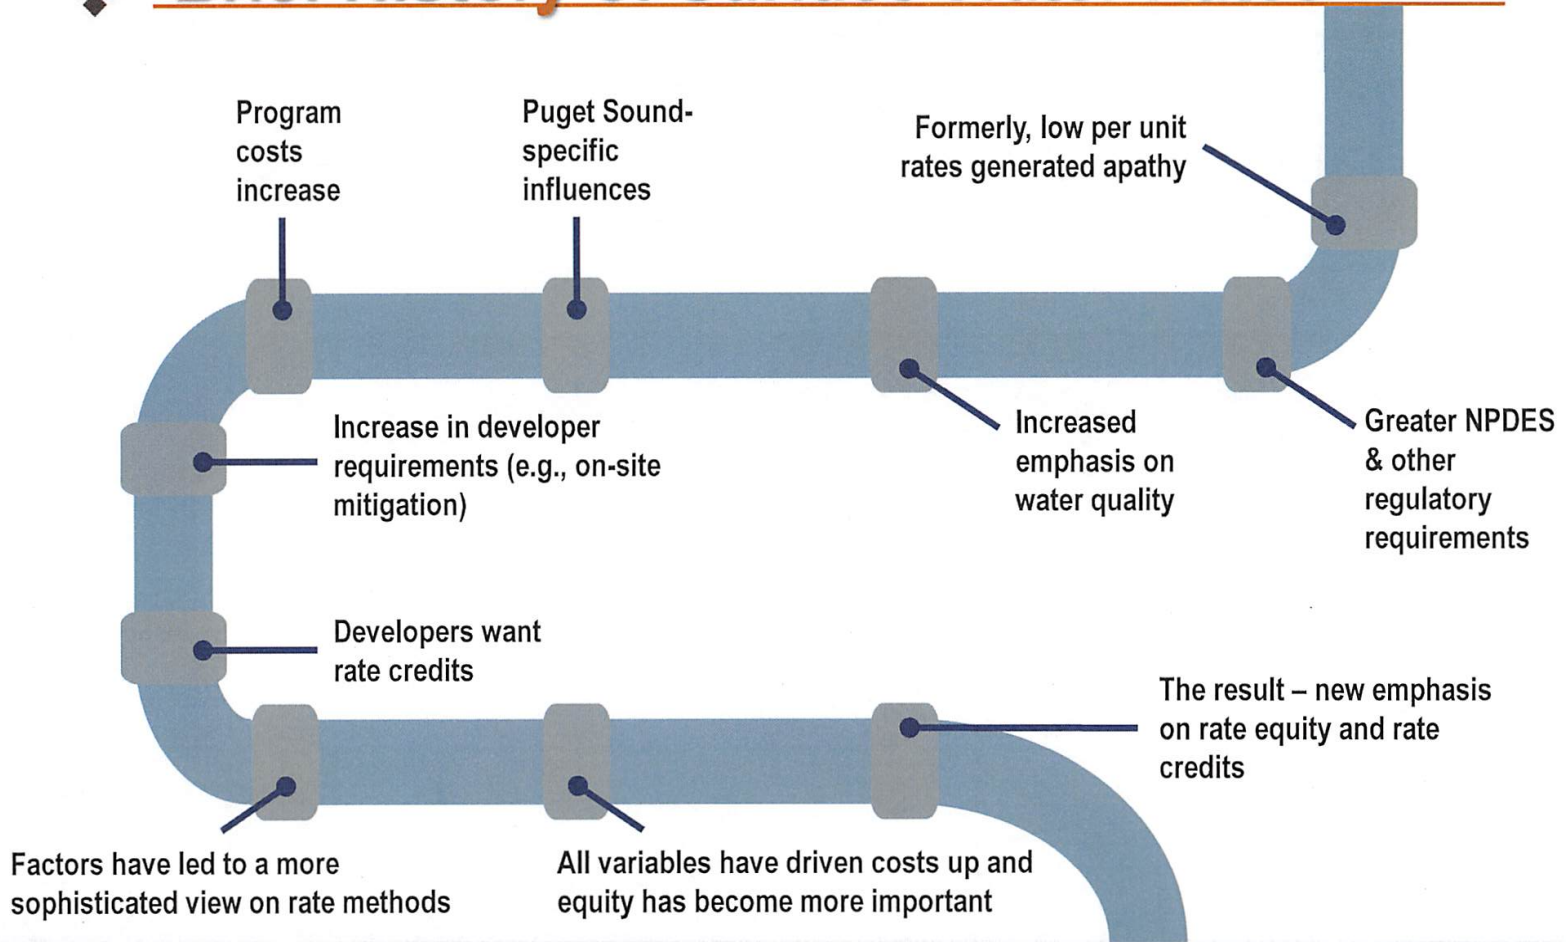 Program
costs
increase
Puget Sound-
specific
influences
Formerly, low per unit
rates generated apathy
Increase in developer
requirements (e.g., on-site
mitigation)
Increased
emphasis on
water quality
Greater NPDES
& other
regulatory
requirements
Developers want
rate credits
The result – new emphasis
on rate equity and rate
credits
Factors have led to a more
sophisticated view on rate methods
All variables have driven costs up and
equity has become more important